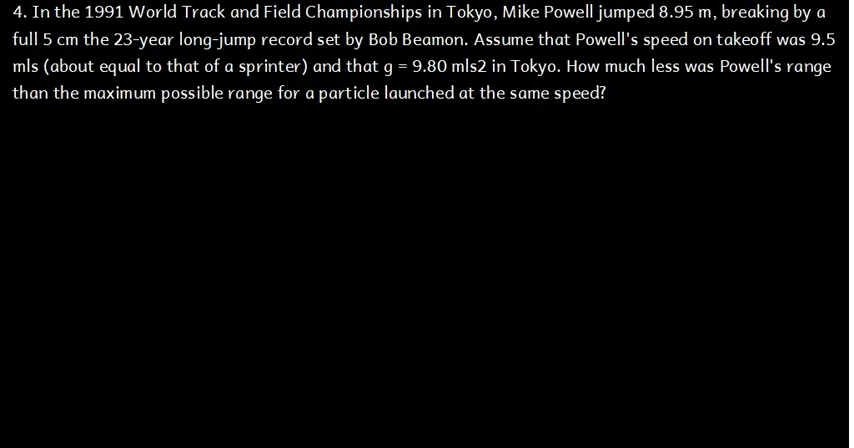 4. In the 1991 World Track and Field Championships in Tokyo, Mike Powell jumped 8.95 m, breaking by a
full 5 cm the 23-year long-jump record set by Bob Beamon. Assume that Powell's speed on takeoff was 9.5
mls (about equal to that of a sprinter) and that g = 9.80 mls2 in Tokyo. How much less was Powell's range
than the maximum possible range for a particle launched at the same speed?